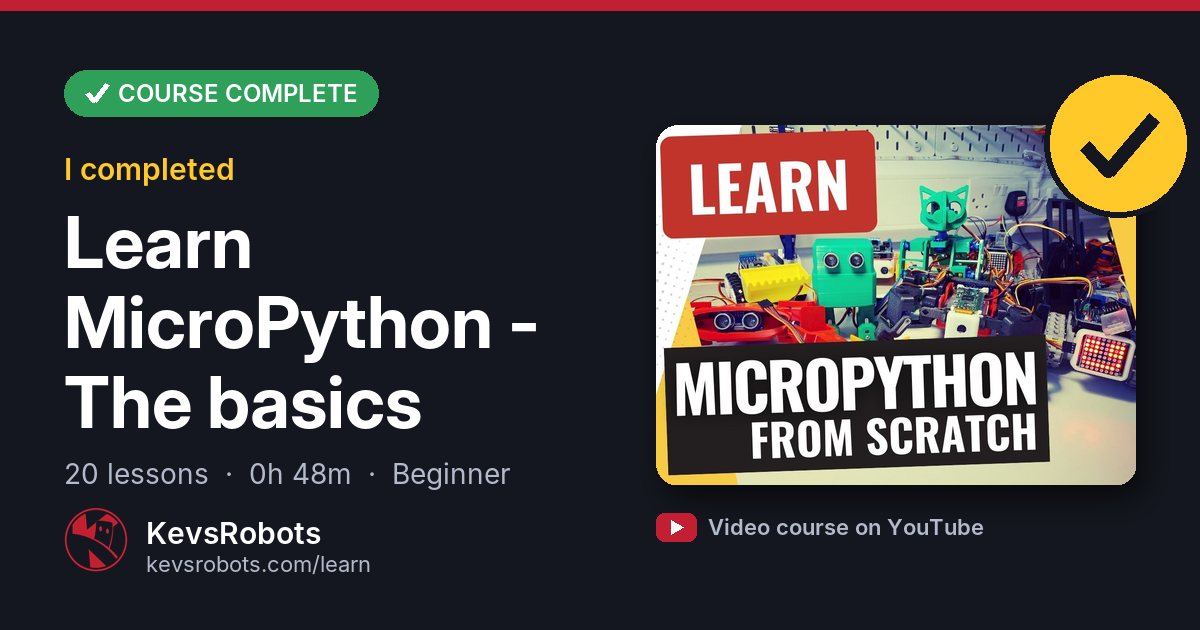 COURSE COMPLETE
I completed
Learn
MicroPython -
The basics
20 lessons · 0h 48m · Beginner
KevsRobots
kevsrobots.com/learn
LEARN
MICROPYTHON
FROM SCRATCH
Video course on YouTube